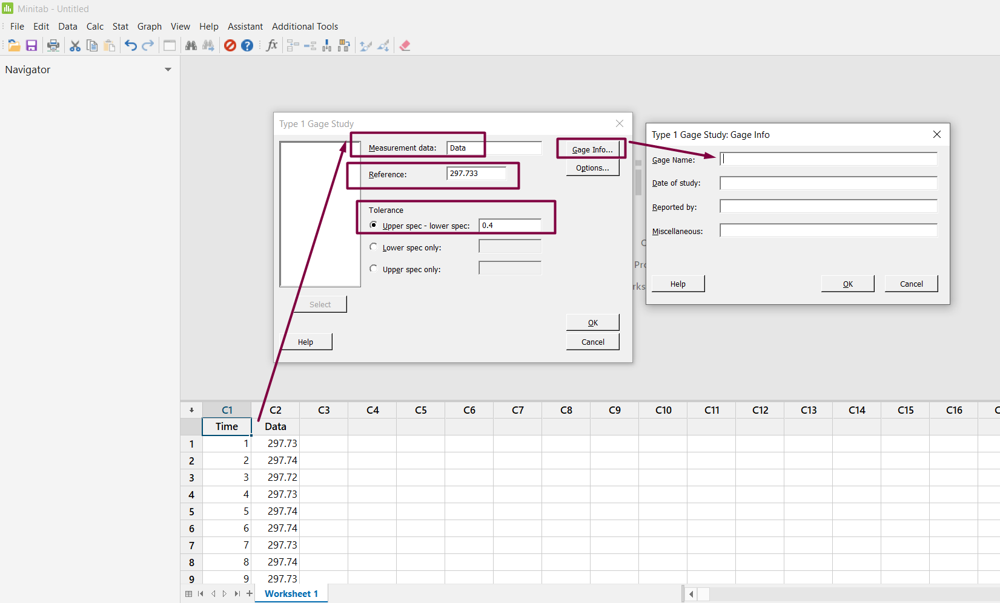 Minitab - Untitled
File Edit Data Calc Stat Graph View Help Assistant Additional Tools
Navigator
Type 1 Gage Study
Measurement data: Data
Gage Info...
Reference: 297.733
Options...
Tolerance
Upper spec - lower spec: 0.4
Lower spec only:
Upper spec only:
Select
OK
Help
Cancel
Type 1 Gage Study: Gage Info
Gage Name:
Date of study:
Reported by:
Miscellaneous:
Help OK Cancel
C1 C2 C3 C4 C5 C6 C7 C8 C9 C10 C11 C12 C13 C14 C15 C16
Time Data
1 1 297.73
2 2 297.74
3 3 297.72
4 4 297.73
5 5 297.74
6 6 297.74
7 7 297.73
8 8 297.74
9 9 297.73
Worksheet 1